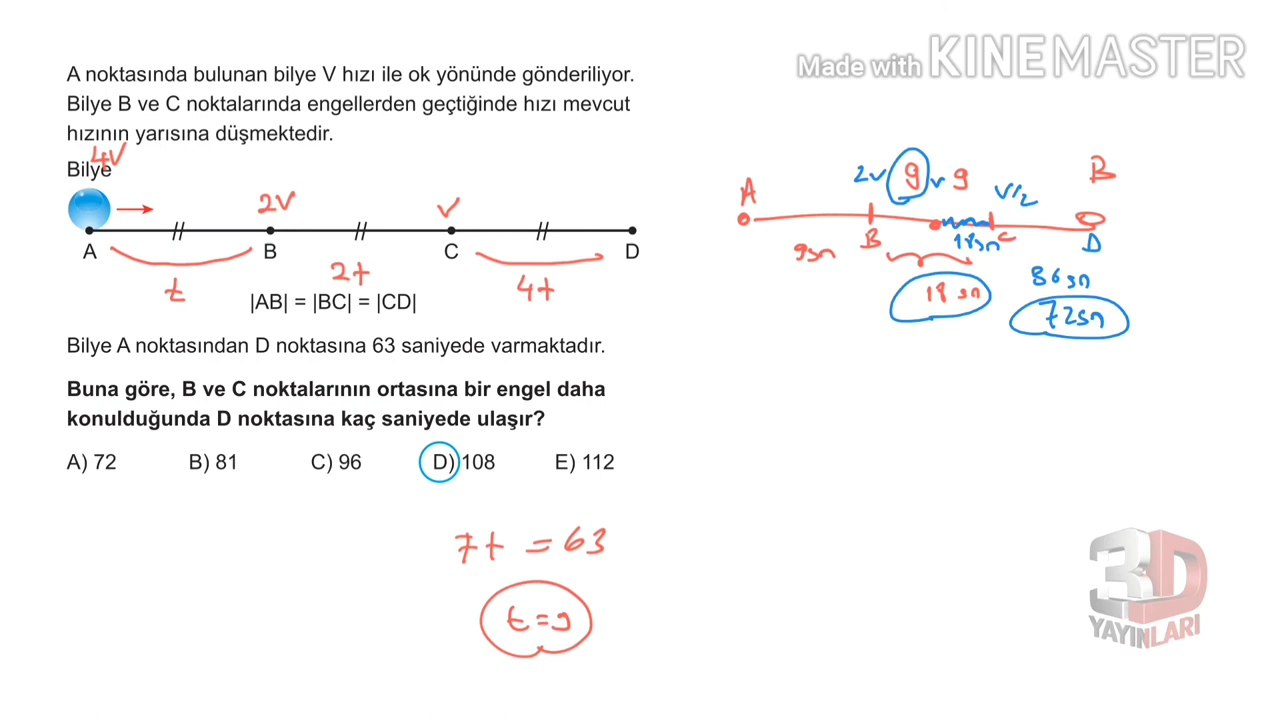 Made with KINEMASTER
A noktasında bulunan bilye V hızı ile ok yönünde gönderiliyor.
Bilye B ve C noktalarında engellerden geçtiğinde hızı mevcut
hızının yarısına düşmektedir.
Bilye
4V
2V
V
A B C D
t 2t 4t
|AB| = |BC| = |CD|
Bilye A noktasından D noktasına 63 saniyede varmaktadır.
Buna göre, B ve C noktalarının ortasına bir engel daha
konulduğunda D noktasına kaç saniyede ulaşır?
A) 72 B) 81 C) 96 D) 108 E) 112
7t = 63
t = 9
A 2v 9 v 9 v/2 B
B 18sn C D
9sn
18 sn
36sn
72sn
3D
YAYINLARI